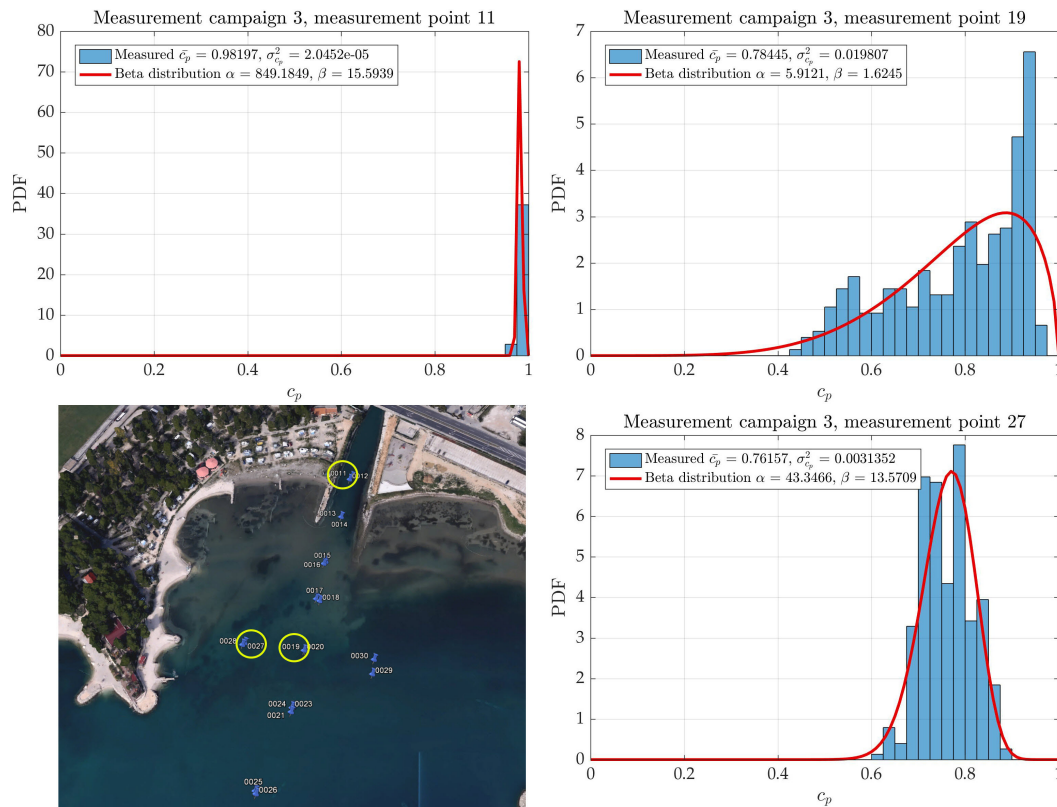 Measurement campaign 3, measurement point 11
Measured c̄_p = 0.98197, σ²_{c_p} = 2.0452e-05
Beta distribution α = 849.1849, β = 15.5939
80
70
60
50
40
30
20
10
0
PDF
0 0.2 0.4 0.6 0.8 1
c_p
Measurement campaign 3, measurement point 19
Measured c̄_p = 0.78445, σ²_{c_p} = 0.019807
Beta distribution α = 5.9121, β = 1.6245
7
6
5
4
3
2
1
0
PDF
0 0.2 0.4 0.6 0.8 1
c_p
0011 0012
0013
0014
0015
0016
0017 0018
0028 0027 0019 0020
0030
0029
0024 0023
0021
0025
0026
Measurement campaign 3, measurement point 27
Measured c̄_p = 0.76157, σ²_{c_p} = 0.0031352
Beta distribution α = 43.3466, β = 13.5709
8
7
6
5
4
3
2
1
0
PDF
0 0.2 0.4 0.6 0.8 1
c_p